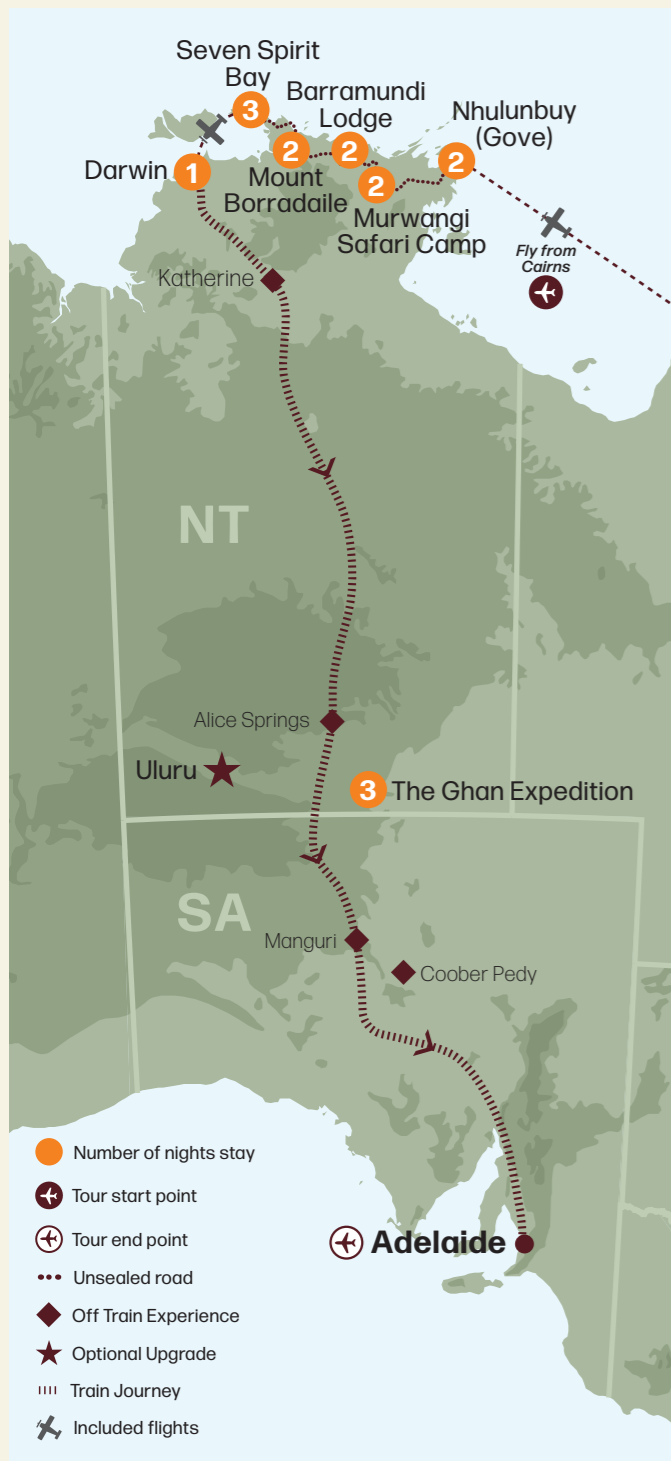 Seven Spirit
Bay
3
Barramundi
Lodge
Nhulunbuy
(Gove)
Darwin
1
2
2
2
2
Mount
Borradaile
Murwangi
Safari Camp
Fly from
Cairns
Katherine
NT
Alice Springs
Uluru
3
The Ghan Expedition
SA
Manguri
Coober Pedy
Adelaide
Number of nights stay
Tour start point
Tour end point
Unsealed road
Off Train Experience
Optional Upgrade
Train Journey
Included flights